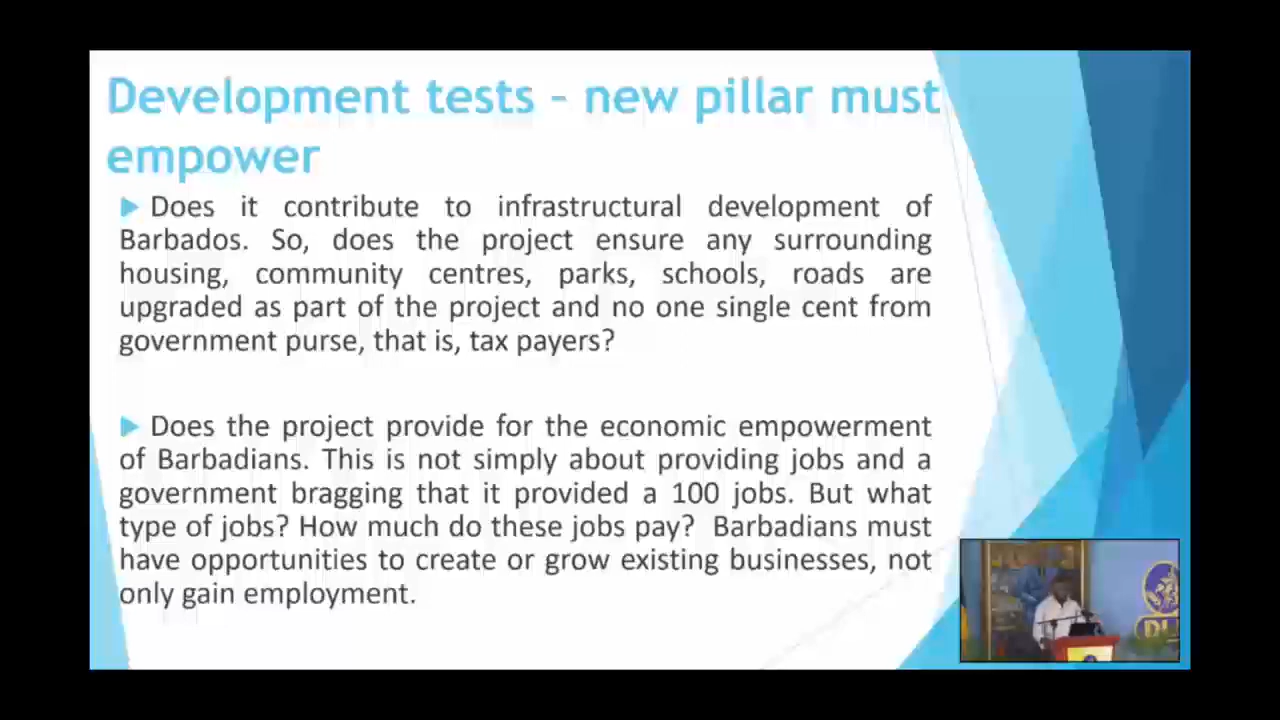 Development tests – new pillar must
empower
Does it contribute to infrastructural development of
Barbados. So, does the project ensure any surrounding
housing, community centres, parks, schools, roads are
upgraded as part of the project and no one single cent from
government purse, that is, tax payers?
Does the project provide for the economic empowerment
of Barbadians. This is not simply about providing jobs and a
government bragging that it provided a 100 jobs. But what
type of jobs? How much do these jobs pay? Barbadians must
have opportunities to create or grow existing businesses, not
only gain employment.